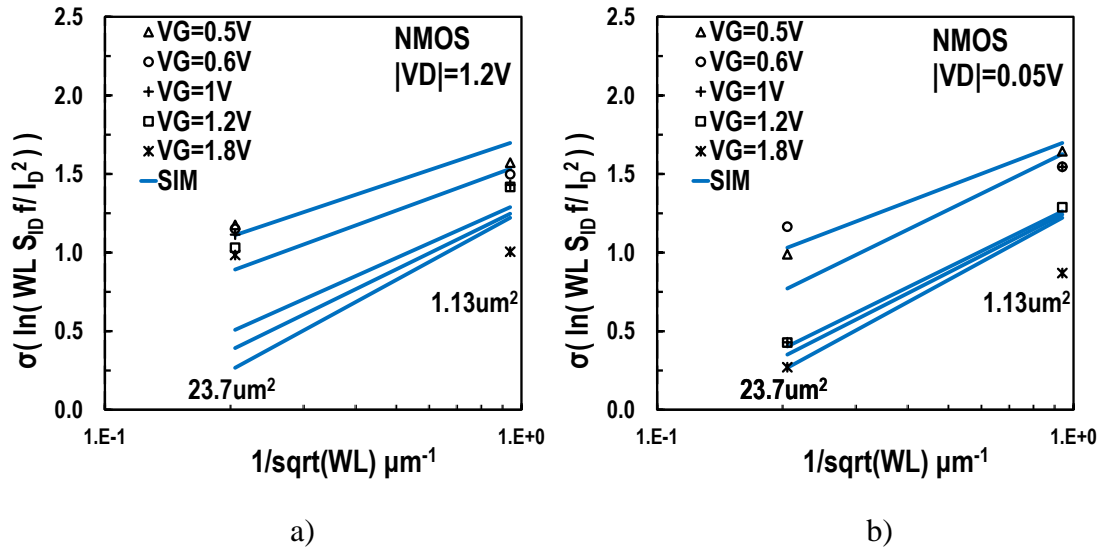 VG=0.5V
VG=0.6V
VG=1V
VG=1.2V
VG=1.8V
SIM
NMOS
|VD|=1.2V
2.5
2.0
1.5
1.0
0.5
0.0
σ( ln( WL S_ID f/ I_D² ) )
1.13um²
23.7um²
1.E-1
1.E+0
1/sqrt(WL) µm⁻¹
a)
VG=0.5V
VG=0.6V
VG=1V
VG=1.2V
VG=1.8V
SIM
NMOS
|VD|=0.05V
2.5
2.0
1.5
1.0
0.5
0.0
σ( ln( WL S_ID f/ I_D² ) )
1.13um²
23.7um²
1.E-1
1.E+0
1/sqrt(WL) µm⁻¹
b)